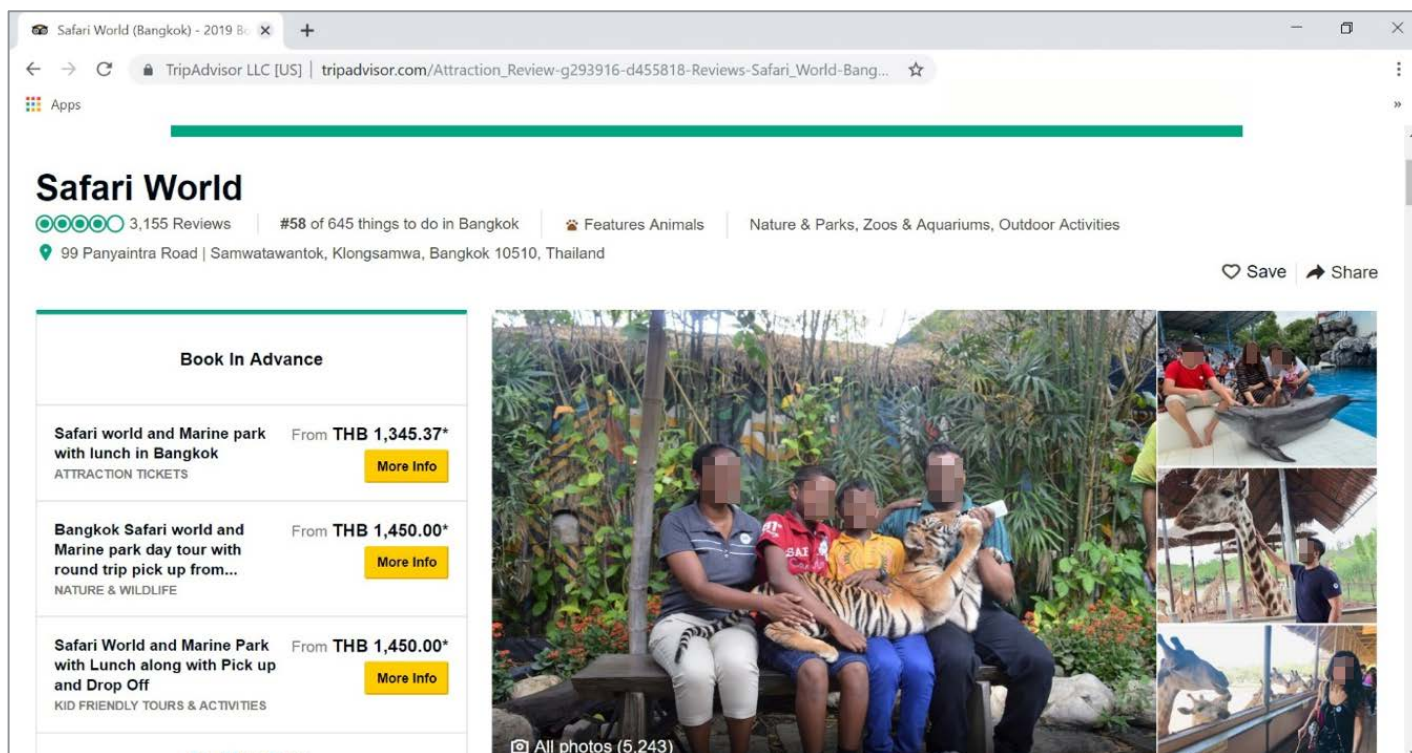 Safari World (Bangkok) - 2019 Bo
TripAdvisor LLC [US] | tripadvisor.com/Attraction_Review-g293916-d455818-Reviews-Safari_World-Bang...
Apps
Safari World
3,155 Reviews #58 of 645 things to do in Bangkok Features Animals Nature & Parks, Zoos & Aquariums, Outdoor Activities
99 Panyaintra Road | Samwatawantok, Klongsamwa, Bangkok 10510, Thailand
Save Share
Book In Advance
Safari world and Marine park From THB 1,345.37*
with lunch in Bangkok
More Info
ATTRACTION TICKETS
Bangkok Safari world and From THB 1,450.00*
Marine park day tour with
round trip pick up from...
More Info
NATURE & WILDLIFE
Safari World and Marine Park From THB 1,450.00*
with Lunch along with Pick up
and Drop Off
More Info
KID FRIENDLY TOURS & ACTIVITIES
All photos (5,243)